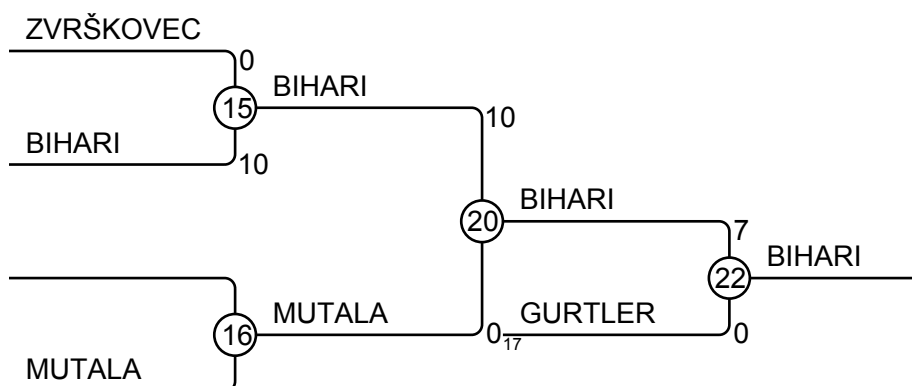 ZVRŠKOVEC
0
15
BIHARI
10
BIHARI
10
20
BIHARI
7
22
BIHARI
16
MUTALA
0
17
GURTLER
0
MUTALA